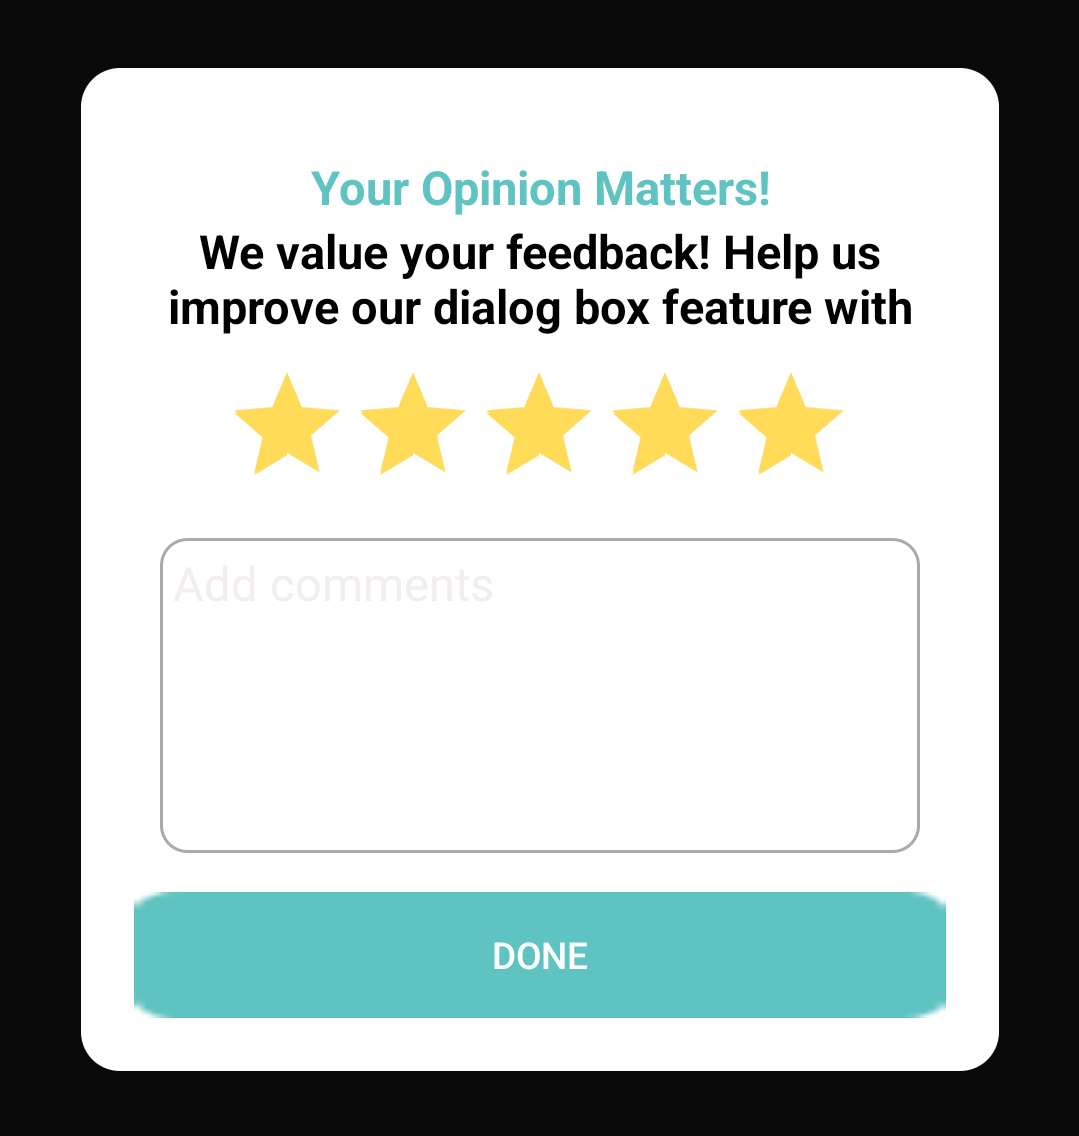 Your Opinion Matters!
We value your feedback! Help us
improve our dialog box feature with
Add comments
DONE